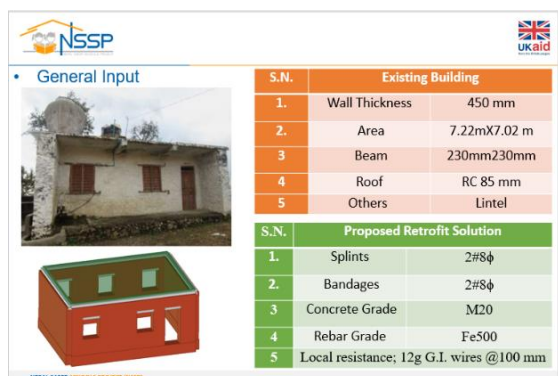 NSSP
UKaid
• General Input
S.N. Existing Building
1. Wall Thickness 450 mm
2. Area 7.22mX7.02 m
3 Beam 230mm230mm
4 Roof RC 85 mm
5 Others Lintel
S.N. Proposed Retrofit Solution
1. Splints 2#8ϕ
2. Bandages 2#8ϕ
3 Concrete Grade M20
4 Rebar Grade Fe500
5 Local resistance; 12g G.I. wires @100 mm